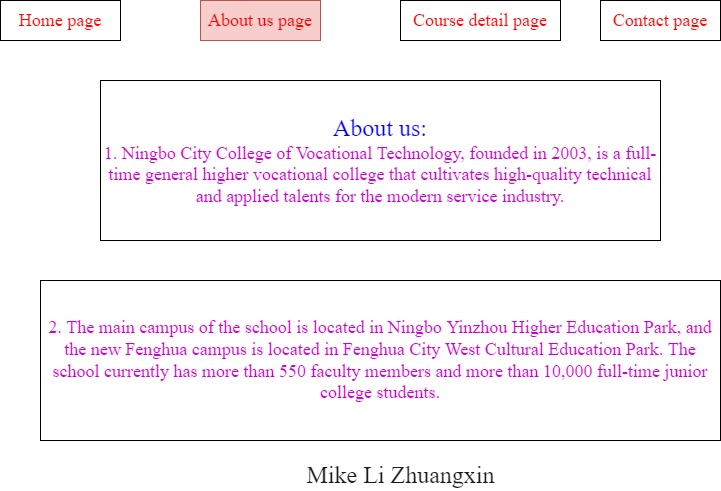 Home page
About us page
Course detail page
Contact page
About us:
1. Ningbo City College of Vocational Technology, founded in 2003, is a full-
time general higher vocational college that cultivates high-quality technical
and applied talents for the modern service industry.
2. The main campus of the school is located in Ningbo Yinzhou Higher Education Park, and
the new Fenghua campus is located in Fenghua City West Cultural Education Park. The
school currently has more than 550 faculty members and more than 10,000 full-time junior
college students.
Mike Li Zhuangxin